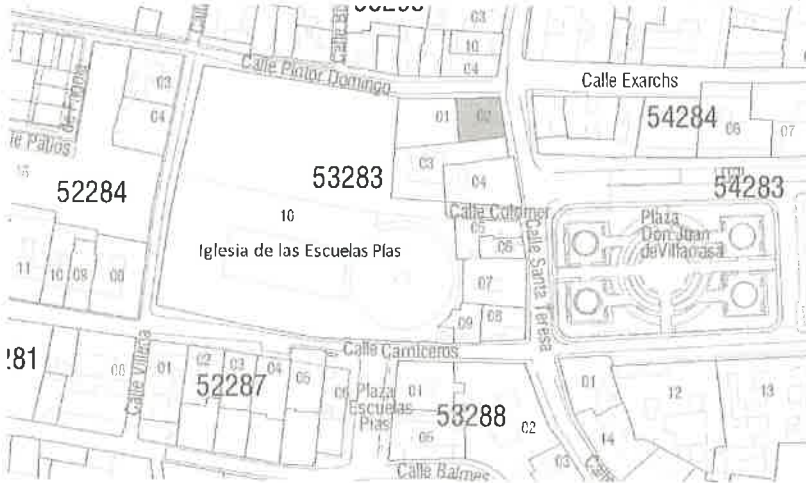 03
10
04
Calle Pintor Domingo
Calle Exarchs
03
04
01
02
54284
06
07
53283
03
04
52284
54283
10
Calle Colomer
05
06
Plaza
Don Juan
de Villarrasa
Iglesia de las Escuelas Pías
Calle Santa Teresa
11
10
09
08
07
09
08
Calle Carniceros
Calle Villena
01
02
03
04
05
06
52287
Plaza
Escuelas
Pías
01
05
53288
02
01
12
13
14
03
Calle Balmes